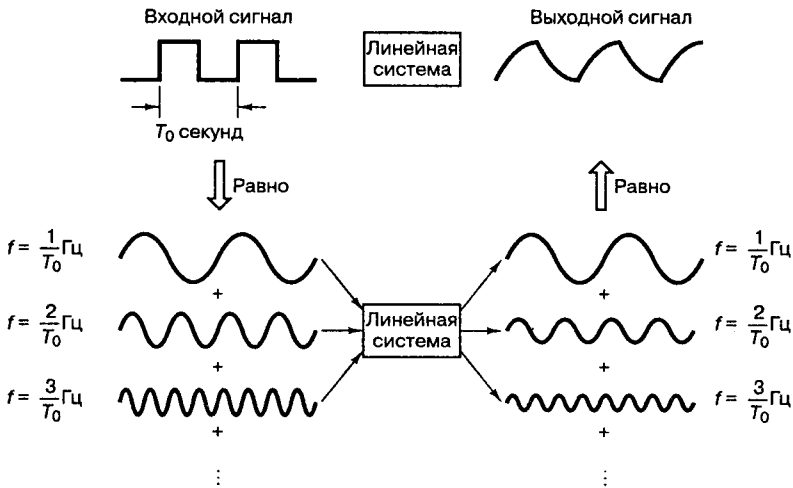 Входной сигнал
Выходной сигнал
Линейная
система
T₀ секунд
Равно
Равно
f = 1/T₀ Гц
f = 1/T₀ Гц
+
+
Линейная
система
f = 2/T₀ Гц
f = 2/T₀ Гц
+
+
f = 3/T₀ Гц
f = 3/T₀ Гц
+
+
⋮
⋮